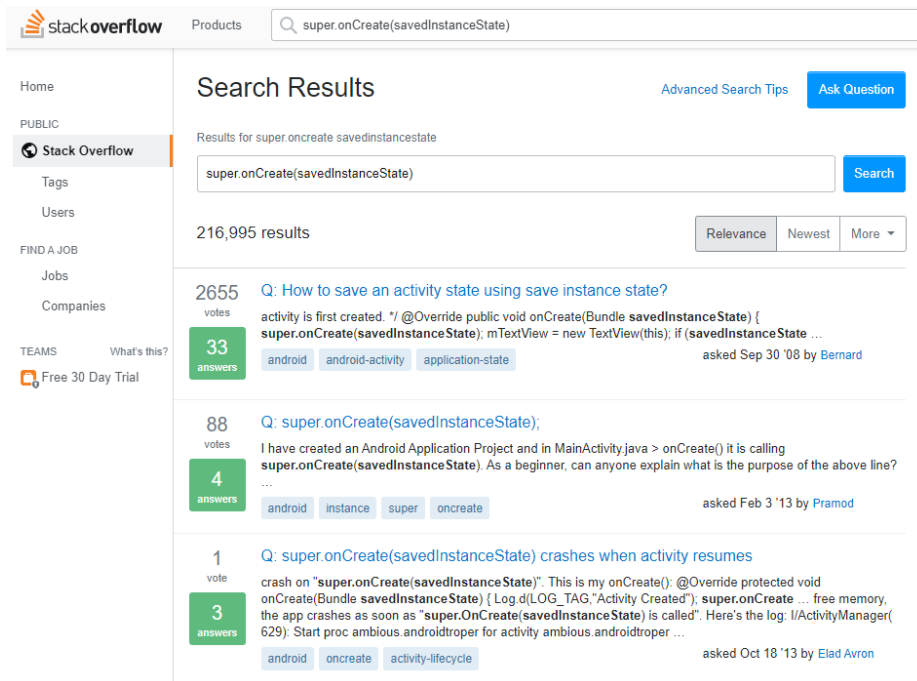 stackoverflow
Products
super.onCreate(savedInstanceState)
Home
PUBLIC
Stack Overflow
Tags
Users
FIND A JOB
Jobs
Companies
TEAMS
What's this?
Free 30 Day Trial
Search Results
Advanced Search Tips
Ask Question
Results for super.oncreate savedinstancestate
super.onCreate(savedInstanceState)
Search
216,995 results
Relevance
Newest
More
2655
votes
33
answers
Q: How to save an activity state using save instance state?
activity is first created. */ @Override public void onCreate(Bundle savedInstanceState) {
super.onCreate(savedInstanceState); mTextView = new TextView(this); if (savedInstanceState …
android android-activity application-state
asked Sep 30 '08 by Bernard
88
votes
4
answers
Q: super.onCreate(savedInstanceState);
I have created an Android Application Project and in MainActivity.java > onCreate() it is calling
super.onCreate(savedInstanceState). As a beginner, can anyone explain what is the purpose of the above line?
…
android instance super oncreate
asked Feb 3 '13 by Pramod
1
vote
3
answers
Q: super.onCreate(savedInstanceState) crashes when activity resumes
crash on "super.onCreate(savedInstanceState)". This is my onCreate(): @Override protected void
onCreate(Bundle savedInstanceState) { Log.d(LOG_TAG,"Activity Created"); super.onCreate … free memory,
the app crashes as soon as "super.OnCreate(savedInstanceState) is called". Here's the log: I/ActivityManager(
629): Start proc ambious.androidtroper for activity ambious.androidtroper …
android oncreate activity-lifecycle
asked Oct 18 '13 by Elad Avron